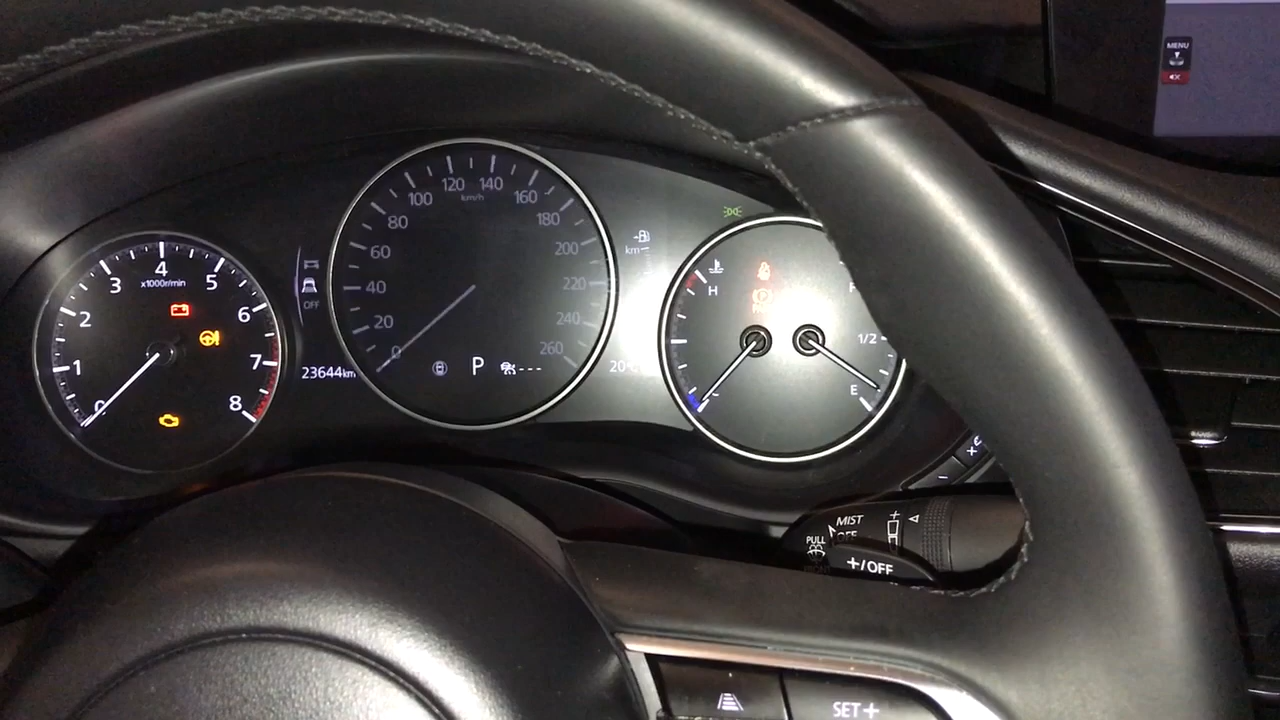 MENU
0
1
2
3
4
5
6
7
8
x1000r/min
OFF
23644km
0
20
40
60
80
100
120
140
160
180
200
220
240
260
km/h
P
---
km
20°
H
1/2
E
MIST
OFF
PULL
+/OFF
+
-
+
SET+